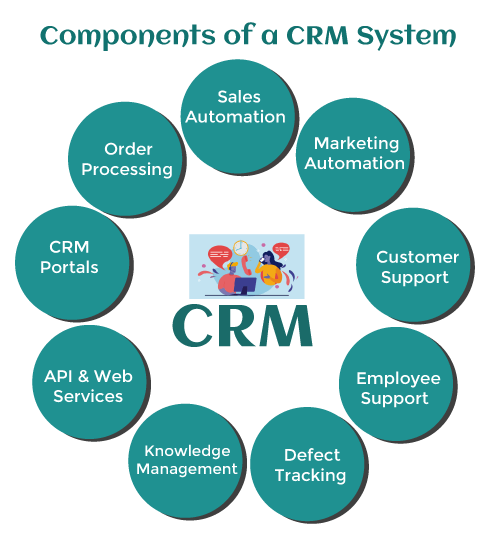 Components of a CRM System
Sales
Automation
Marketing
Automation
Customer
Support
Employee
Support
Defect
Tracking
Knowledge
Management
API & Web
Services
CRM
Portals
Order
Processing
CRM